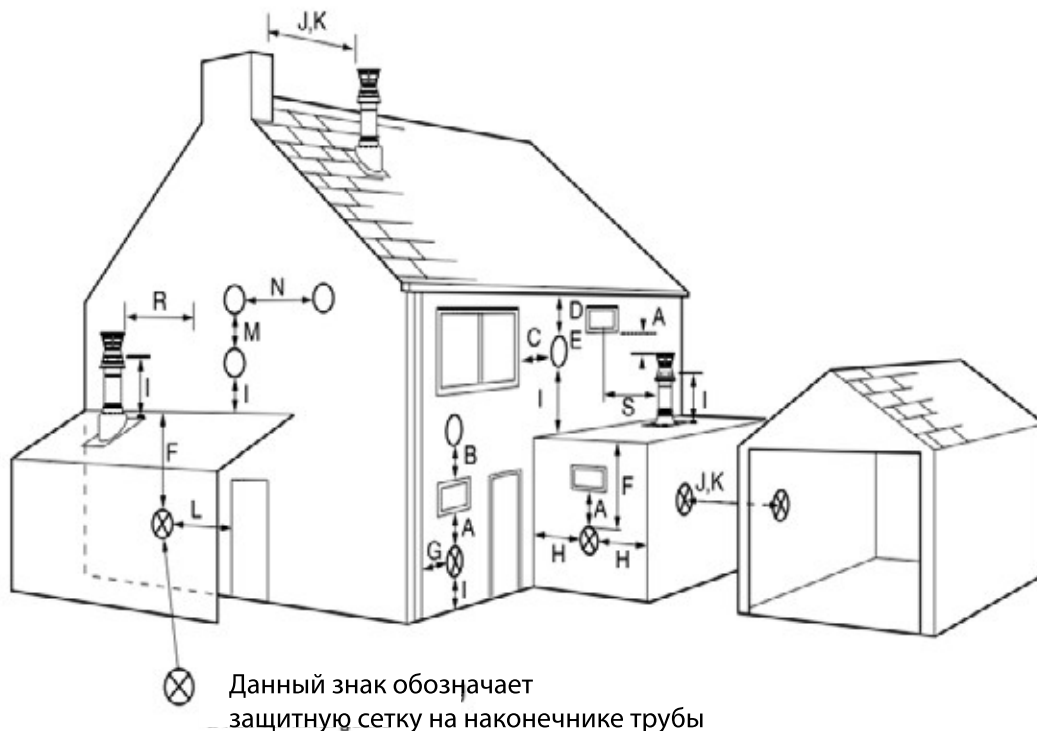 J,K
N
R
M
D
A
C
E
I
I
I
I
S
F
B
F
J,K
L
A
A
G
H
H
I
Данный знак обозначает
защитную сетку на наконечнике трубы